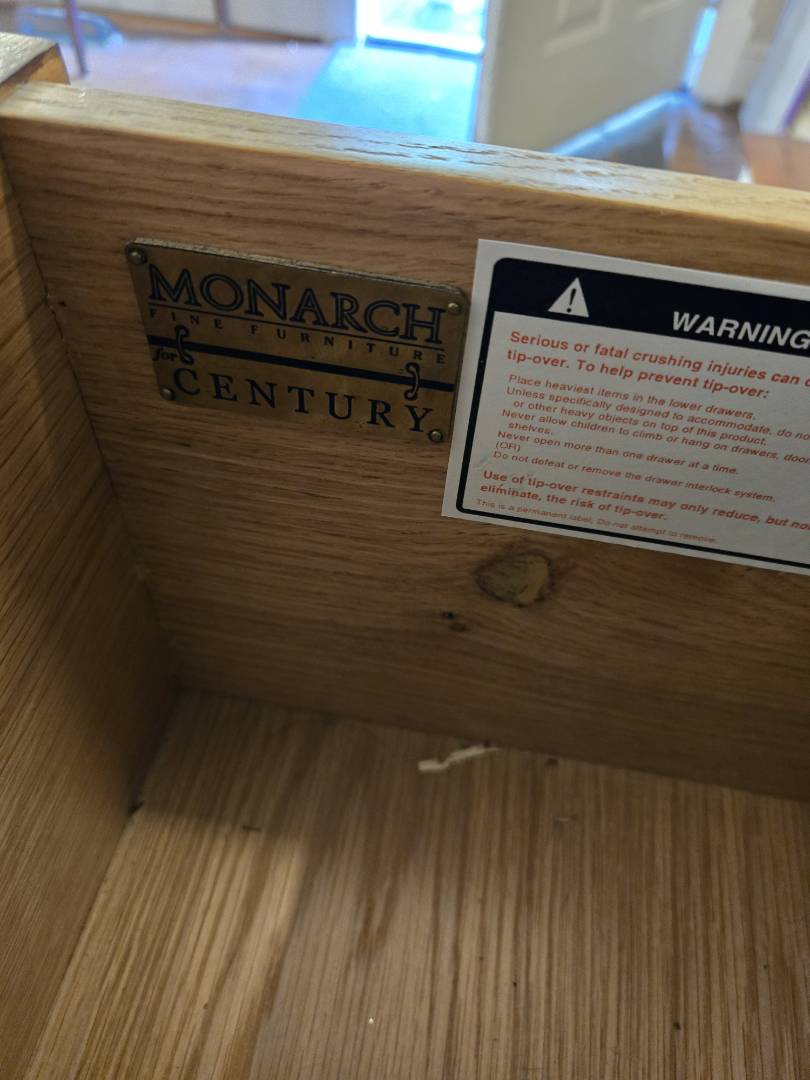 MONARCH
FINE FURNITURE
for
CENTURY
WARNING
Serious or fatal crushing injuries can
tip-over. To help prevent tip-over:
Place heaviest items in the lower drawers.
Unless specifically designed to accommodate, do
or other heavy objects on top of this product.
Never allow children to climb or hang on drawers,
shelves.
Never open more than one drawer at a time.
(OR)
Do not defeat or remove the drawer interlock system.
Use of tip-over restraints may only reduce, but
eliminate, the risk of tip-over.
This is a permanent label. Do not attempt to remove.